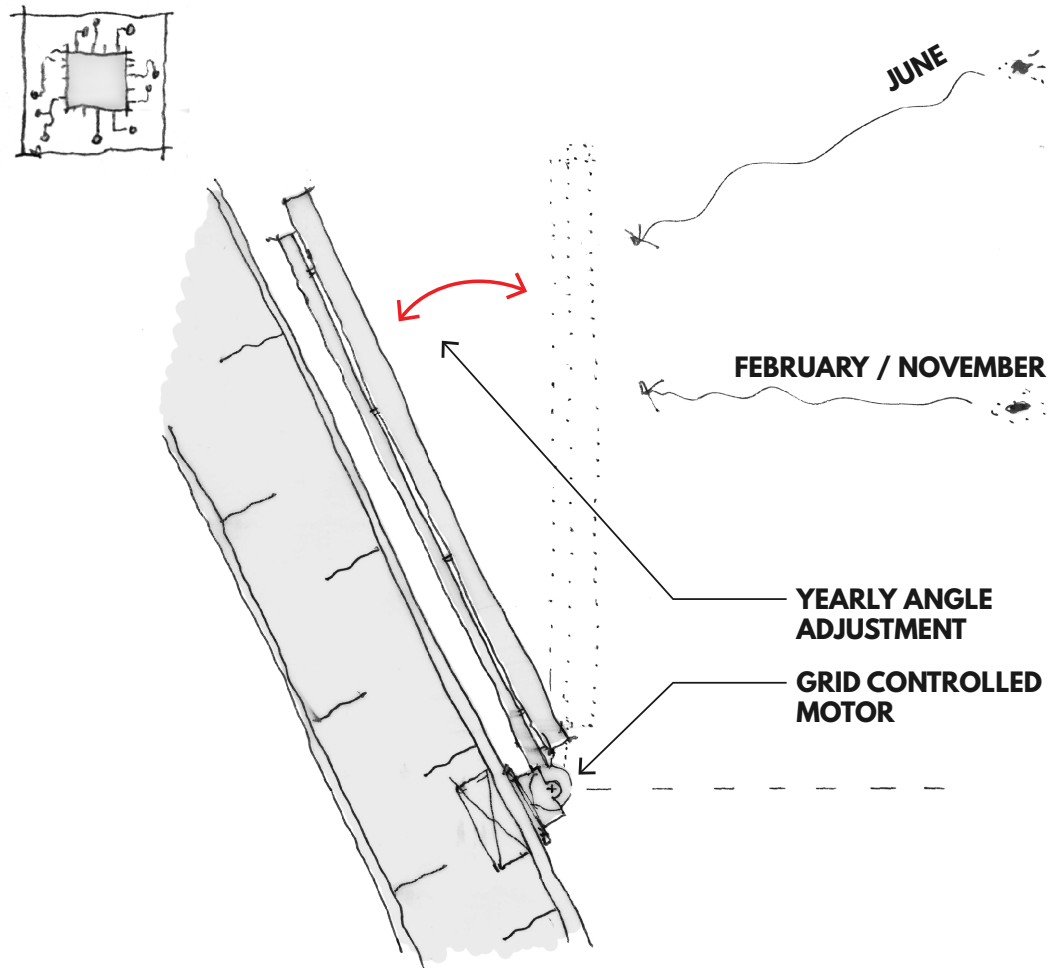 JUNE
FEBRUARY / NOVEMBER
YEARLY ANGLE
ADJUSTMENT
GRID CONTROLLED
MOTOR